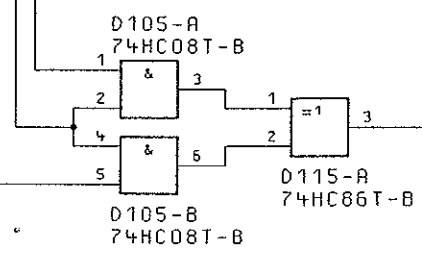 D105-A
74HC08T-B
1
&
3
2
1
=1
3
4
&
6
2
5
D115-A
74HC86T-B
D105-B
74HC08T-B